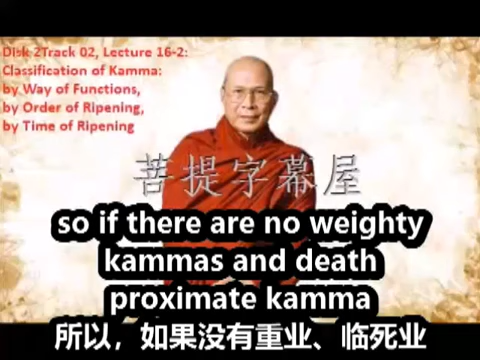 Disk 2Track 02, Lecture 16-2:
Classification of Kamma:
by Way of Functions,
by Order of Ripening,
by Time of Ripening
菩提字幕屋
so if there are no weighty
kammas and death
proximate kamma
所以，如果没有重业、临死业